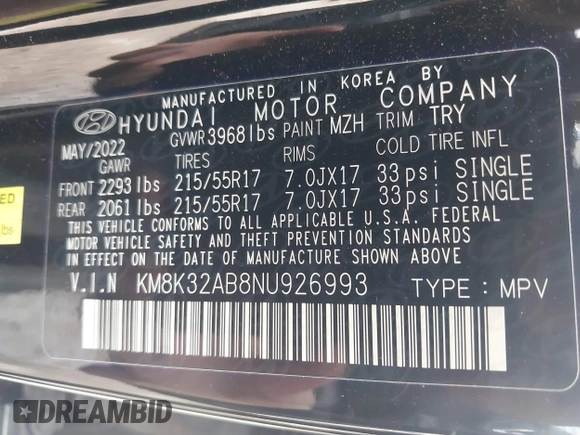 MANUFACTURED IN KOREA BY
HYUNDAI MOTOR COMPANY
MAY/2022 GVWR 3968 lbs PAINT MZH TRIM TRY
GAWR TIRES RIMS COLD TIRE INFL
FRONT 2293 lbs 215/55R17 7.0JX17 33 psi SINGLE
REAR 2061 lbs 215/55R17 7.0JX17 33 psi SINGLE
THIS VEHICLE CONFORMS TO ALL APPLICABLE U.S.A. FEDERAL
MOTOR VEHICLE SAFETY AND THEFT PREVENTION STANDARDS
IN EFFECT ON THE DATE OF MANUFACTURE SHOWN ABOVE
V.I.N KM8K32AB8NU926993 TYPE : MPV
lbs
DREAMBID